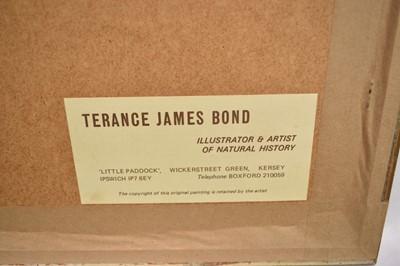 TERANCE JAMES BOND
ILLUSTRATOR & ARTIST
OF NATURAL HISTORY
'LITTLE PADDOCK', WICKERSTREET GREEN, KERSEY
IPSWICH IP7 6EY Telephone BOXFORD 210059
The copyright of this original painting is retained by the artist